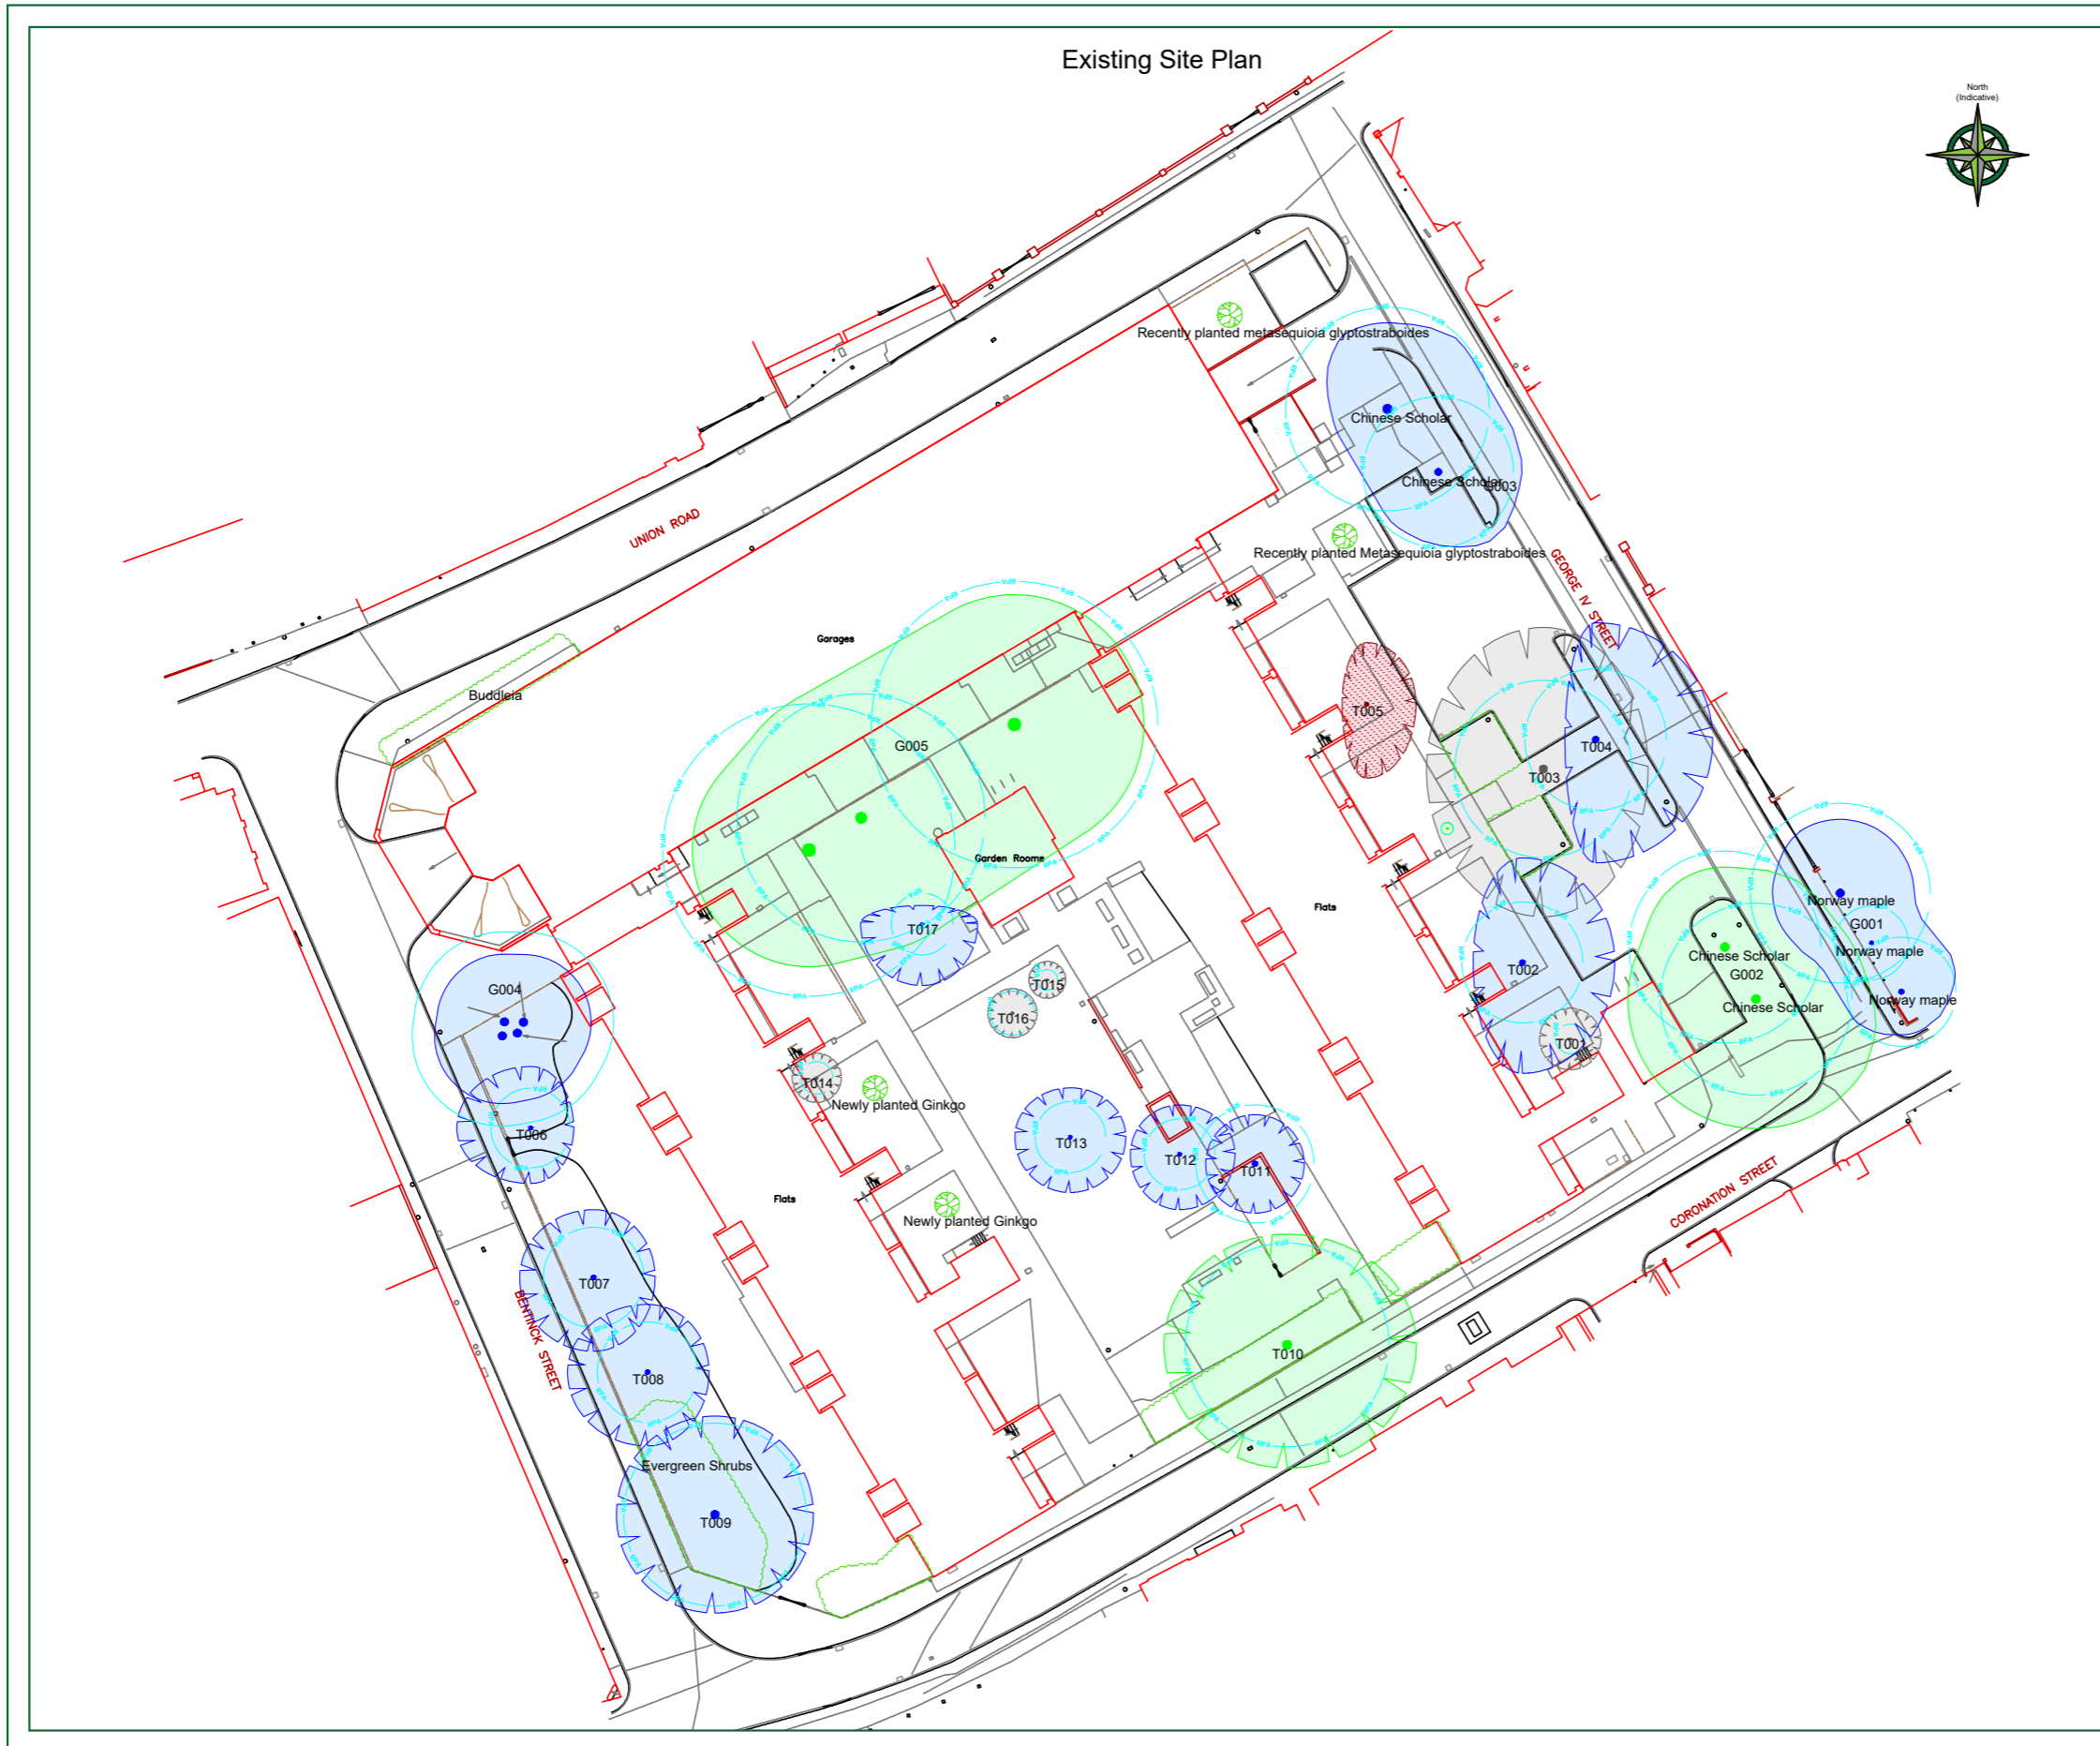 Existing Site Plan
North
(Indicative)
Recently planted metasequioia glyptostraboides
Chinese Scholar
Chinese Scholar
G003
UNION ROAD
Recently planted Metasequioia glyptostraboides
GEORGE IV STREET
Garages
Buddleia
T005
G005
T004
T003
Garden Rooms
Flats
Norway maple
G001
T017
Norway maple
Chinese Scholar
G002
T002
T015
G004
Norway maple
Chinese Scholar
T016
T001
T014
Newly planted Ginkgo
T006
T013
T012
T011
Flats
CORONATION STREET
Newly planted Ginkgo
T007
BENTINCK STREET
T010
T008
Evergreen Shrubs
T009
RPA